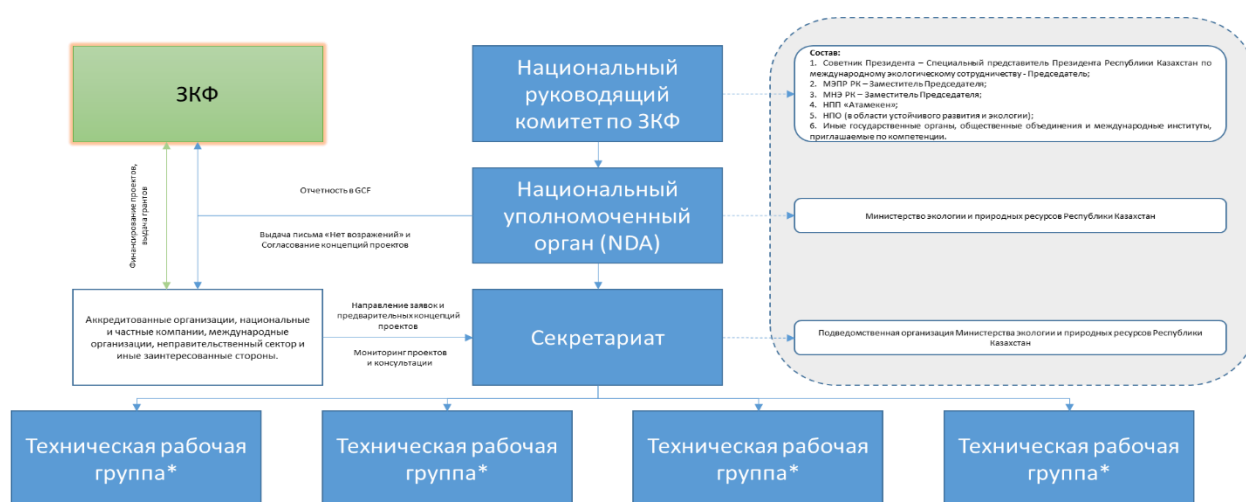 ЗКФ
Национальный
руководящий
комитет по ЗКФ
Состав:
1. Советник Президента – Специальный представитель Президента Республики Казахстан по
международному экологическому сотрудничеству - Председатель;
2. МЭПР РК – Заместитель Председателя;
3. МНЭ РК – Заместитель Председателя;
4. НПП «Атамекен»;
5. НПО (в области устойчивого развития и экологии);
6. Иные государственные органы, общественные объединения и международные институты,
приглашаемые по компетенции.
Финансирование проектов,
выдача грантов
Отчетность в GCF
Выдача письма «Нет возражений» и
Согласование концепций проектов
Национальный
уполномоченный
орган (NDA)
Министерство экологии и природных ресурсов Республики Казахстан
Аккредитованные организации, национальные
и частные компании, международные
организации, неправительственный сектор и
иные заинтересованные стороны.
Направление заявок и
предварительных концепций
проектов
Мониторинг проектов
и консультации
Секретариат
Подведомственная организация Министерства экологии и природных ресурсов Республики
Казахстан
Техническая рабочая
группа*
Техническая рабочая
группа*
Техническая рабочая
группа*
Техническая рабочая
группа*